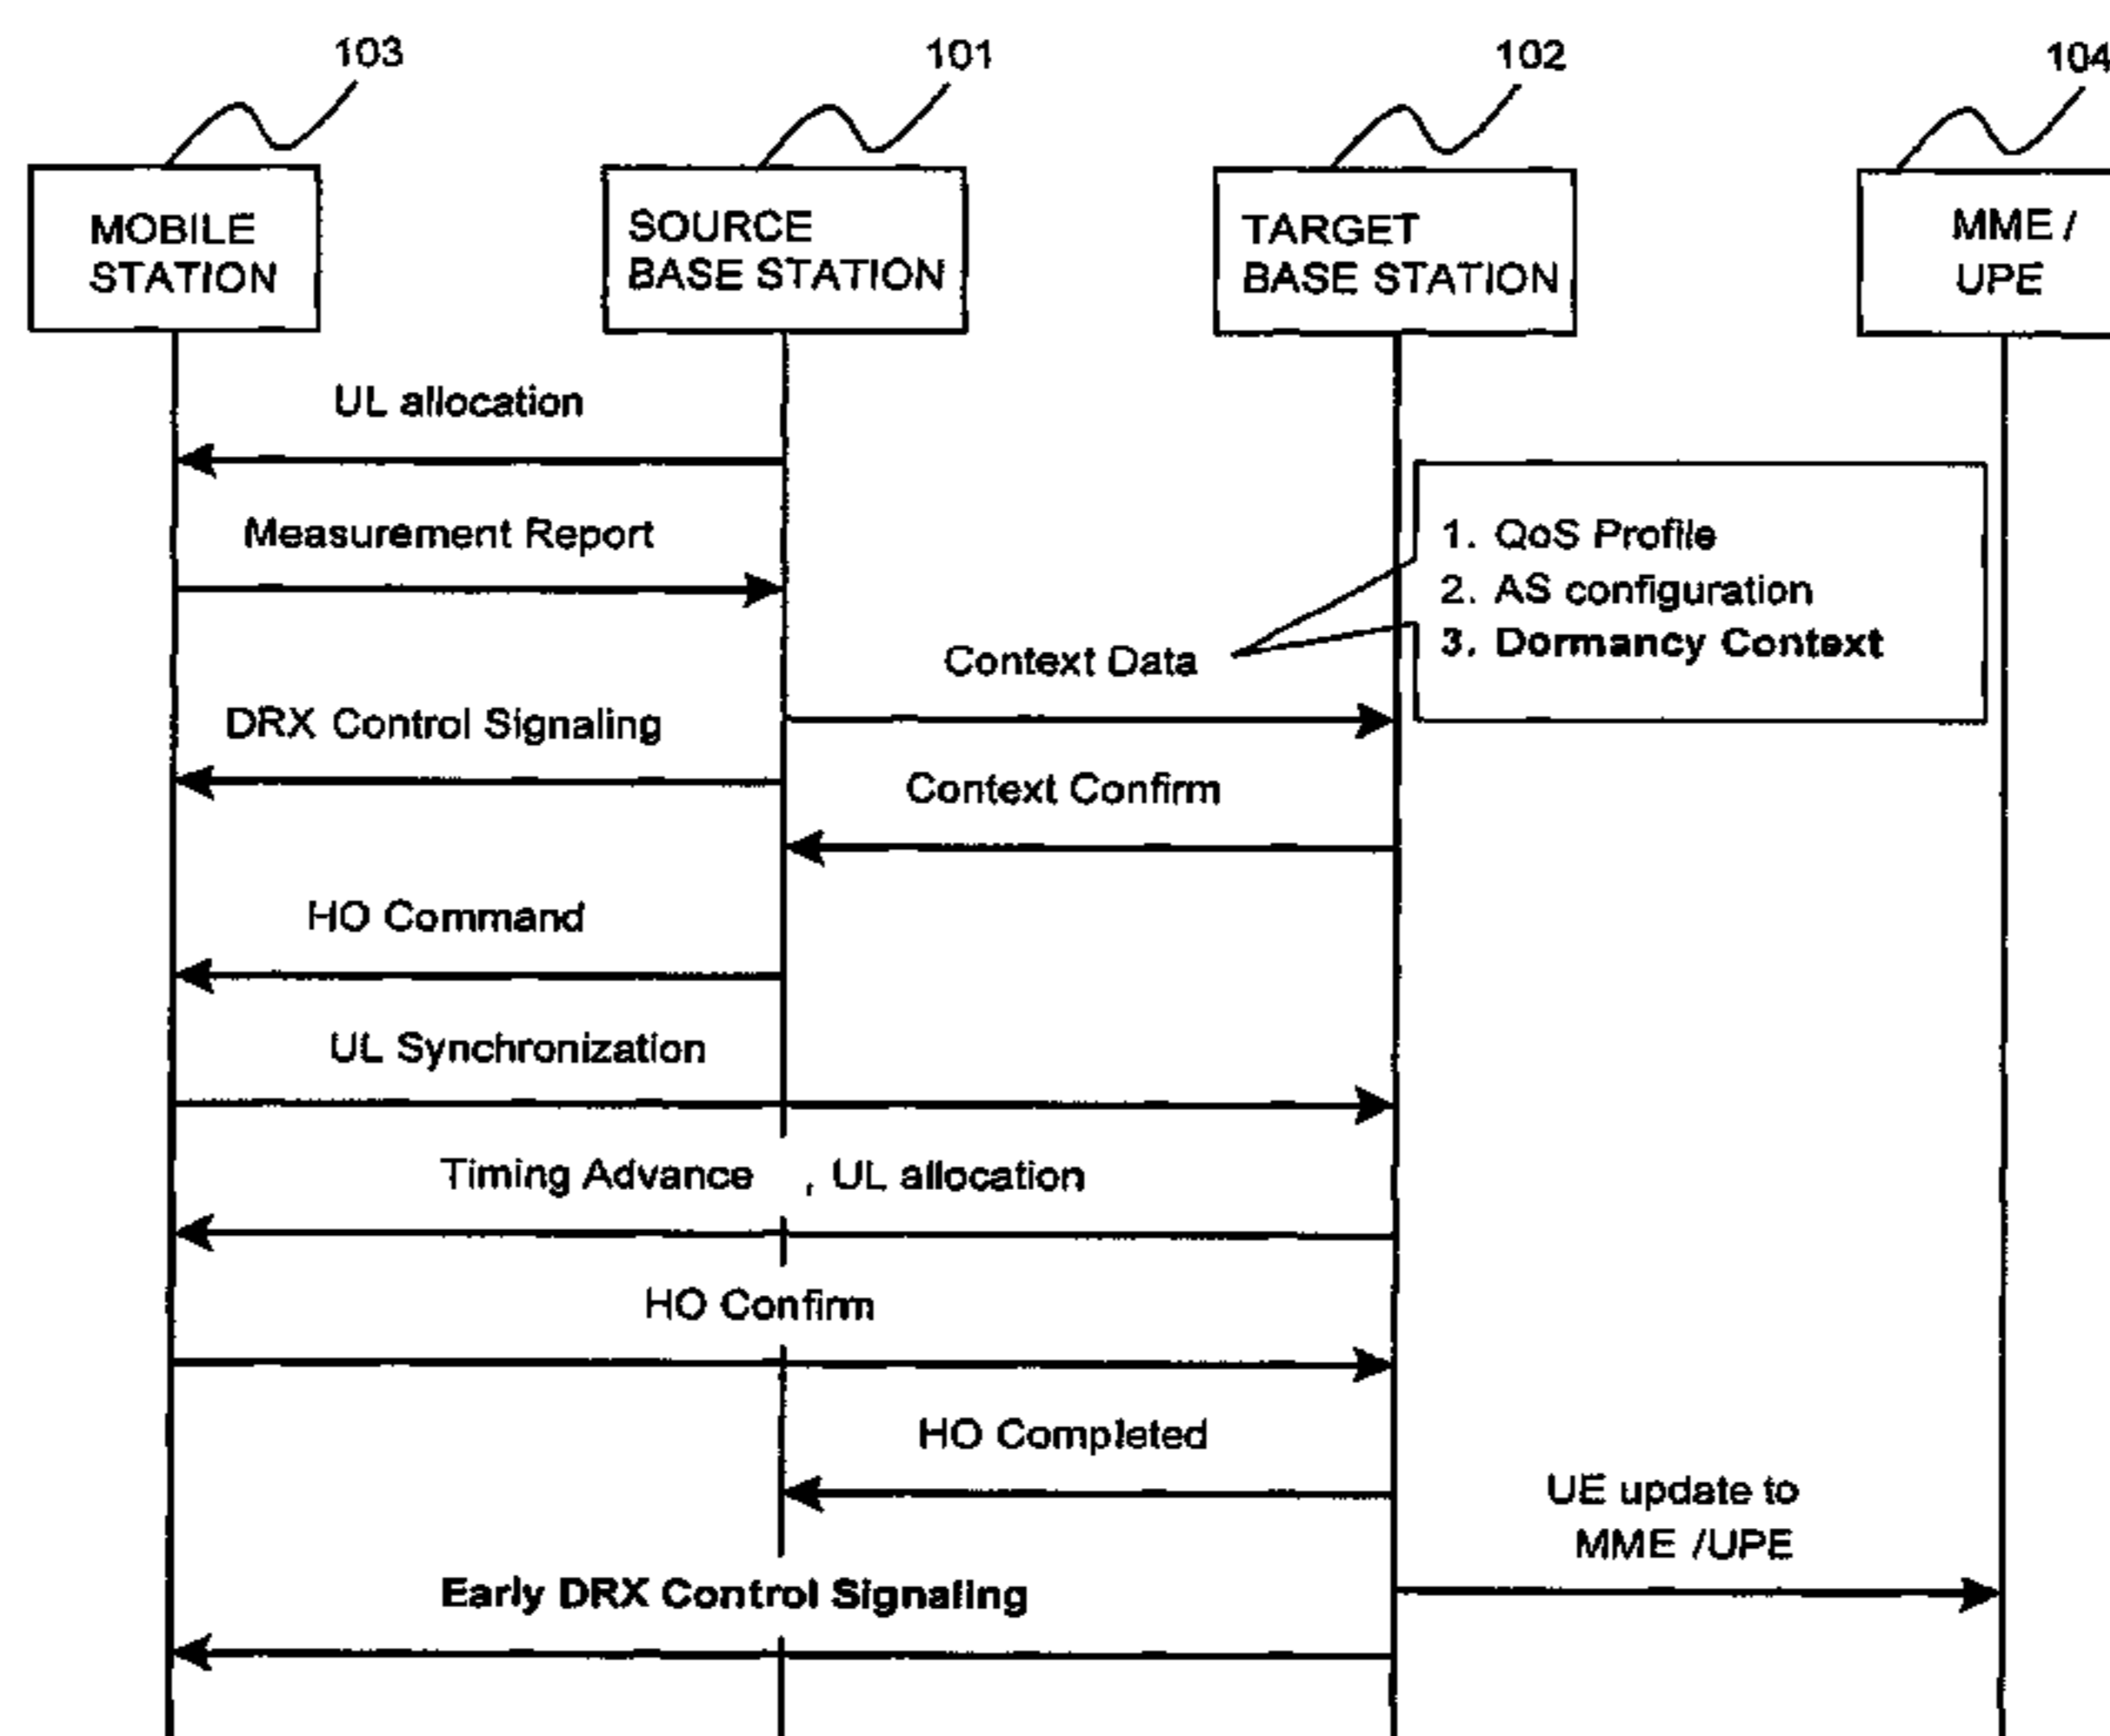 103
101
102
104
MOBILE
STATION
SOURCE
BASE STATION
TARGET
BASE STATION
MME /
UPE
UL allocation
Measurement Report
1. QoS Profile
2. AS configuration
3. Dormancy Context
Context Data
DRX Control Signaling
Context Confirm
HO Command
UL Synchronization
Timing Advance , UL allocation
HO Confirm
HO Completed
UE update to
MME /UPE
Early DRX Control Signaling